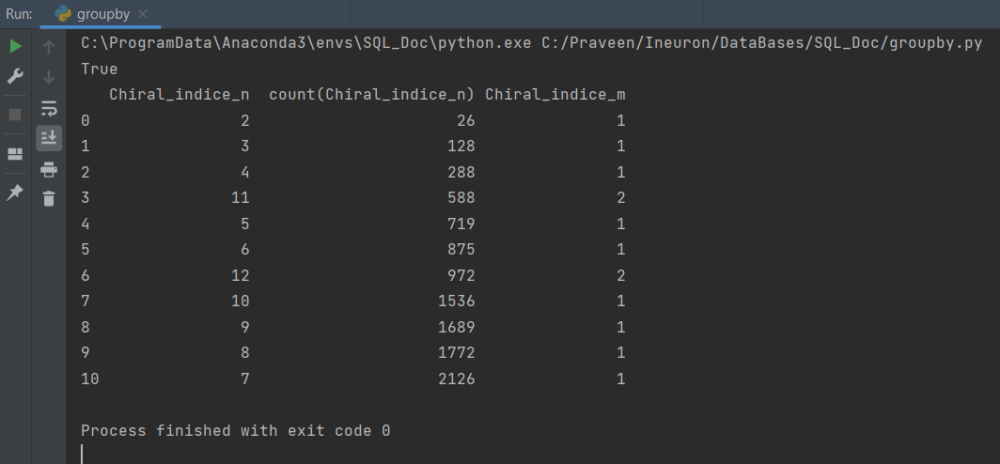 Run: groupby
C:\ProgramData\Anaconda3\envs\SQL_Doc\python.exe C:/Praveen/Ineuron/DataBases/SQL_Doc/groupby.py
True
Chiral_indice_n count(Chiral_indice_n) Chiral_indice_m
0 2 26 1
1 3 128 1
2 4 288 1
3 11 588 2
4 5 719 1
5 6 875 1
6 12 972 2
7 10 1536 1
8 9 1689 1
9 8 1772 1
10 7 2126 1
Process finished with exit code 0